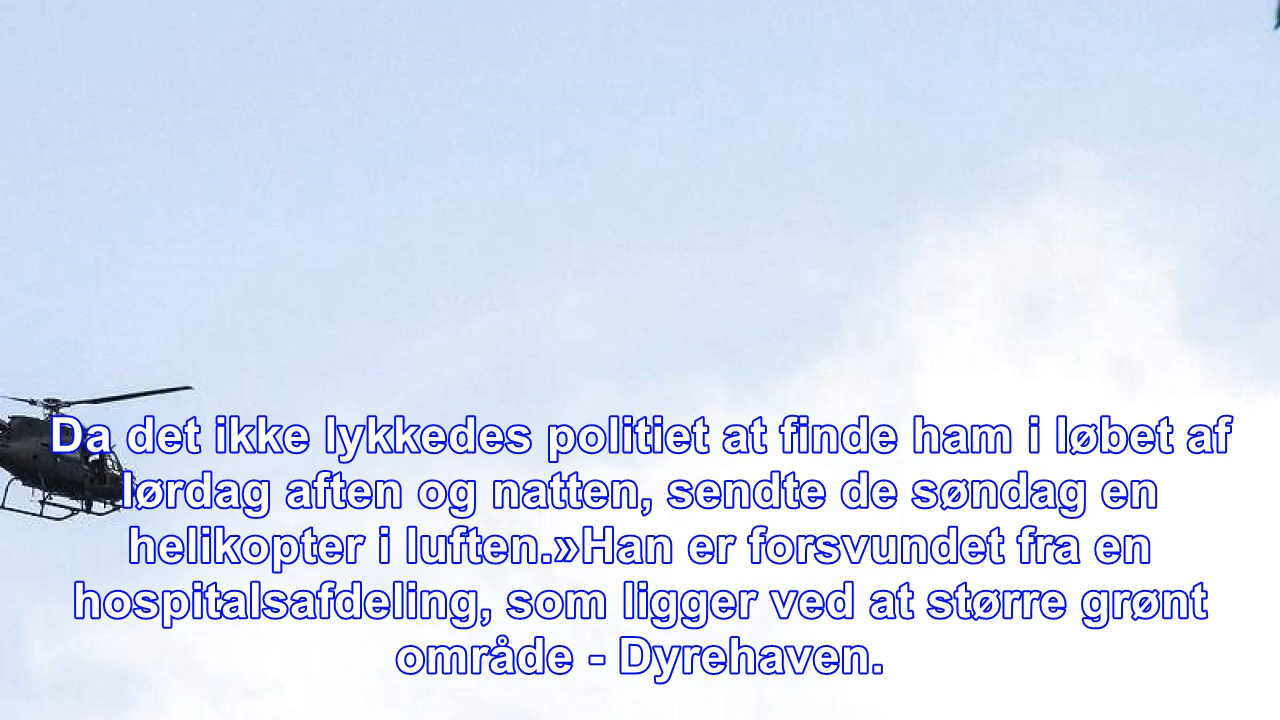 Da det ikke lykkedes politiet at finde ham i løbet af
lørdag aften og natten, sendte de søndag en
helikopter i luften.»Han er forsvundet fra en
hospitalsafdeling, som ligger ved at større grønt
område - Dyrehaven.